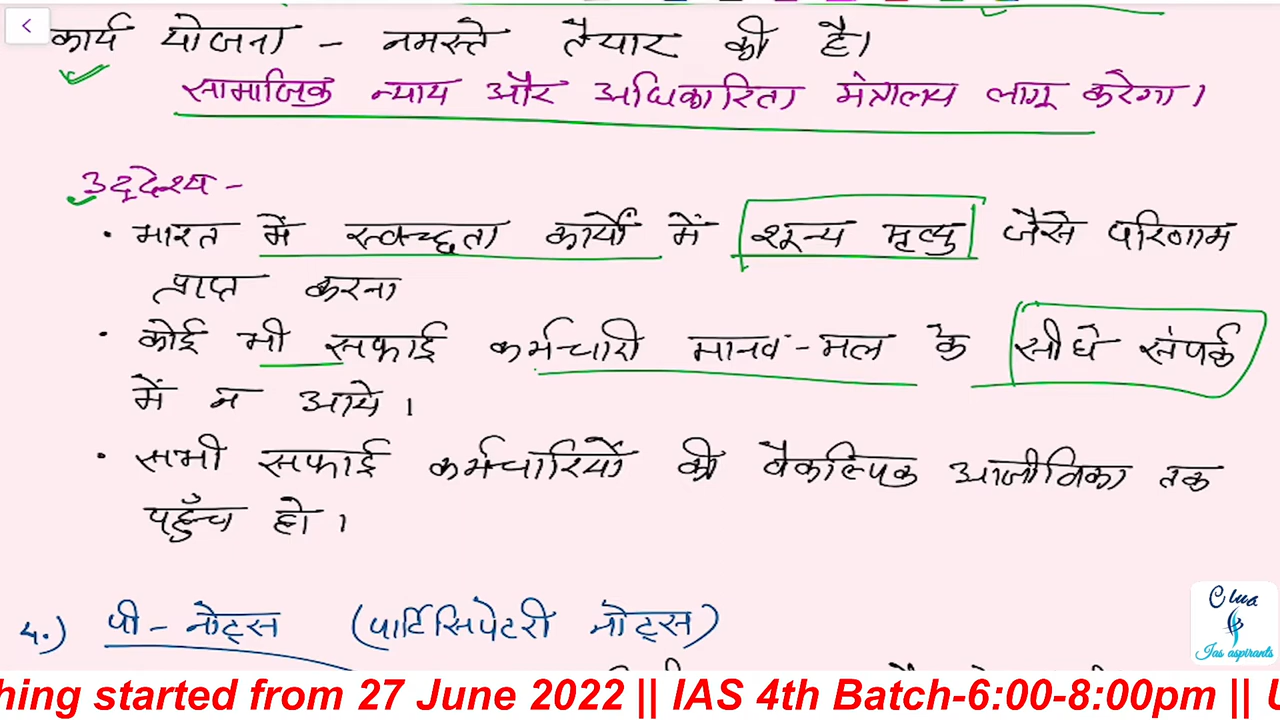 कार्य योजना - नमस्ते तैयार की है।
सामाजिक न्याय और अधिकारिता मंत्रालय लागू करेगा।
उद्देश्य -
• भारत में स्वच्छता कार्यों में शून्य मृत्यु जैसे परिणाम
प्राप्त करना
• कोई भी सफाई कर्मचारी मानव-मल के सीधे संपर्क
में न आये।
• सभी सफाई कर्मचारियों की वैकल्पिक आजीविका तक
पहुँच हो।
4.) पी - नोट्स (पार्टिसिपेटरी नोट्स)
Clue
Ias aspirants
hing started from 27 June 2022 || IAS 4th Batch-6:00-8:00pm || U